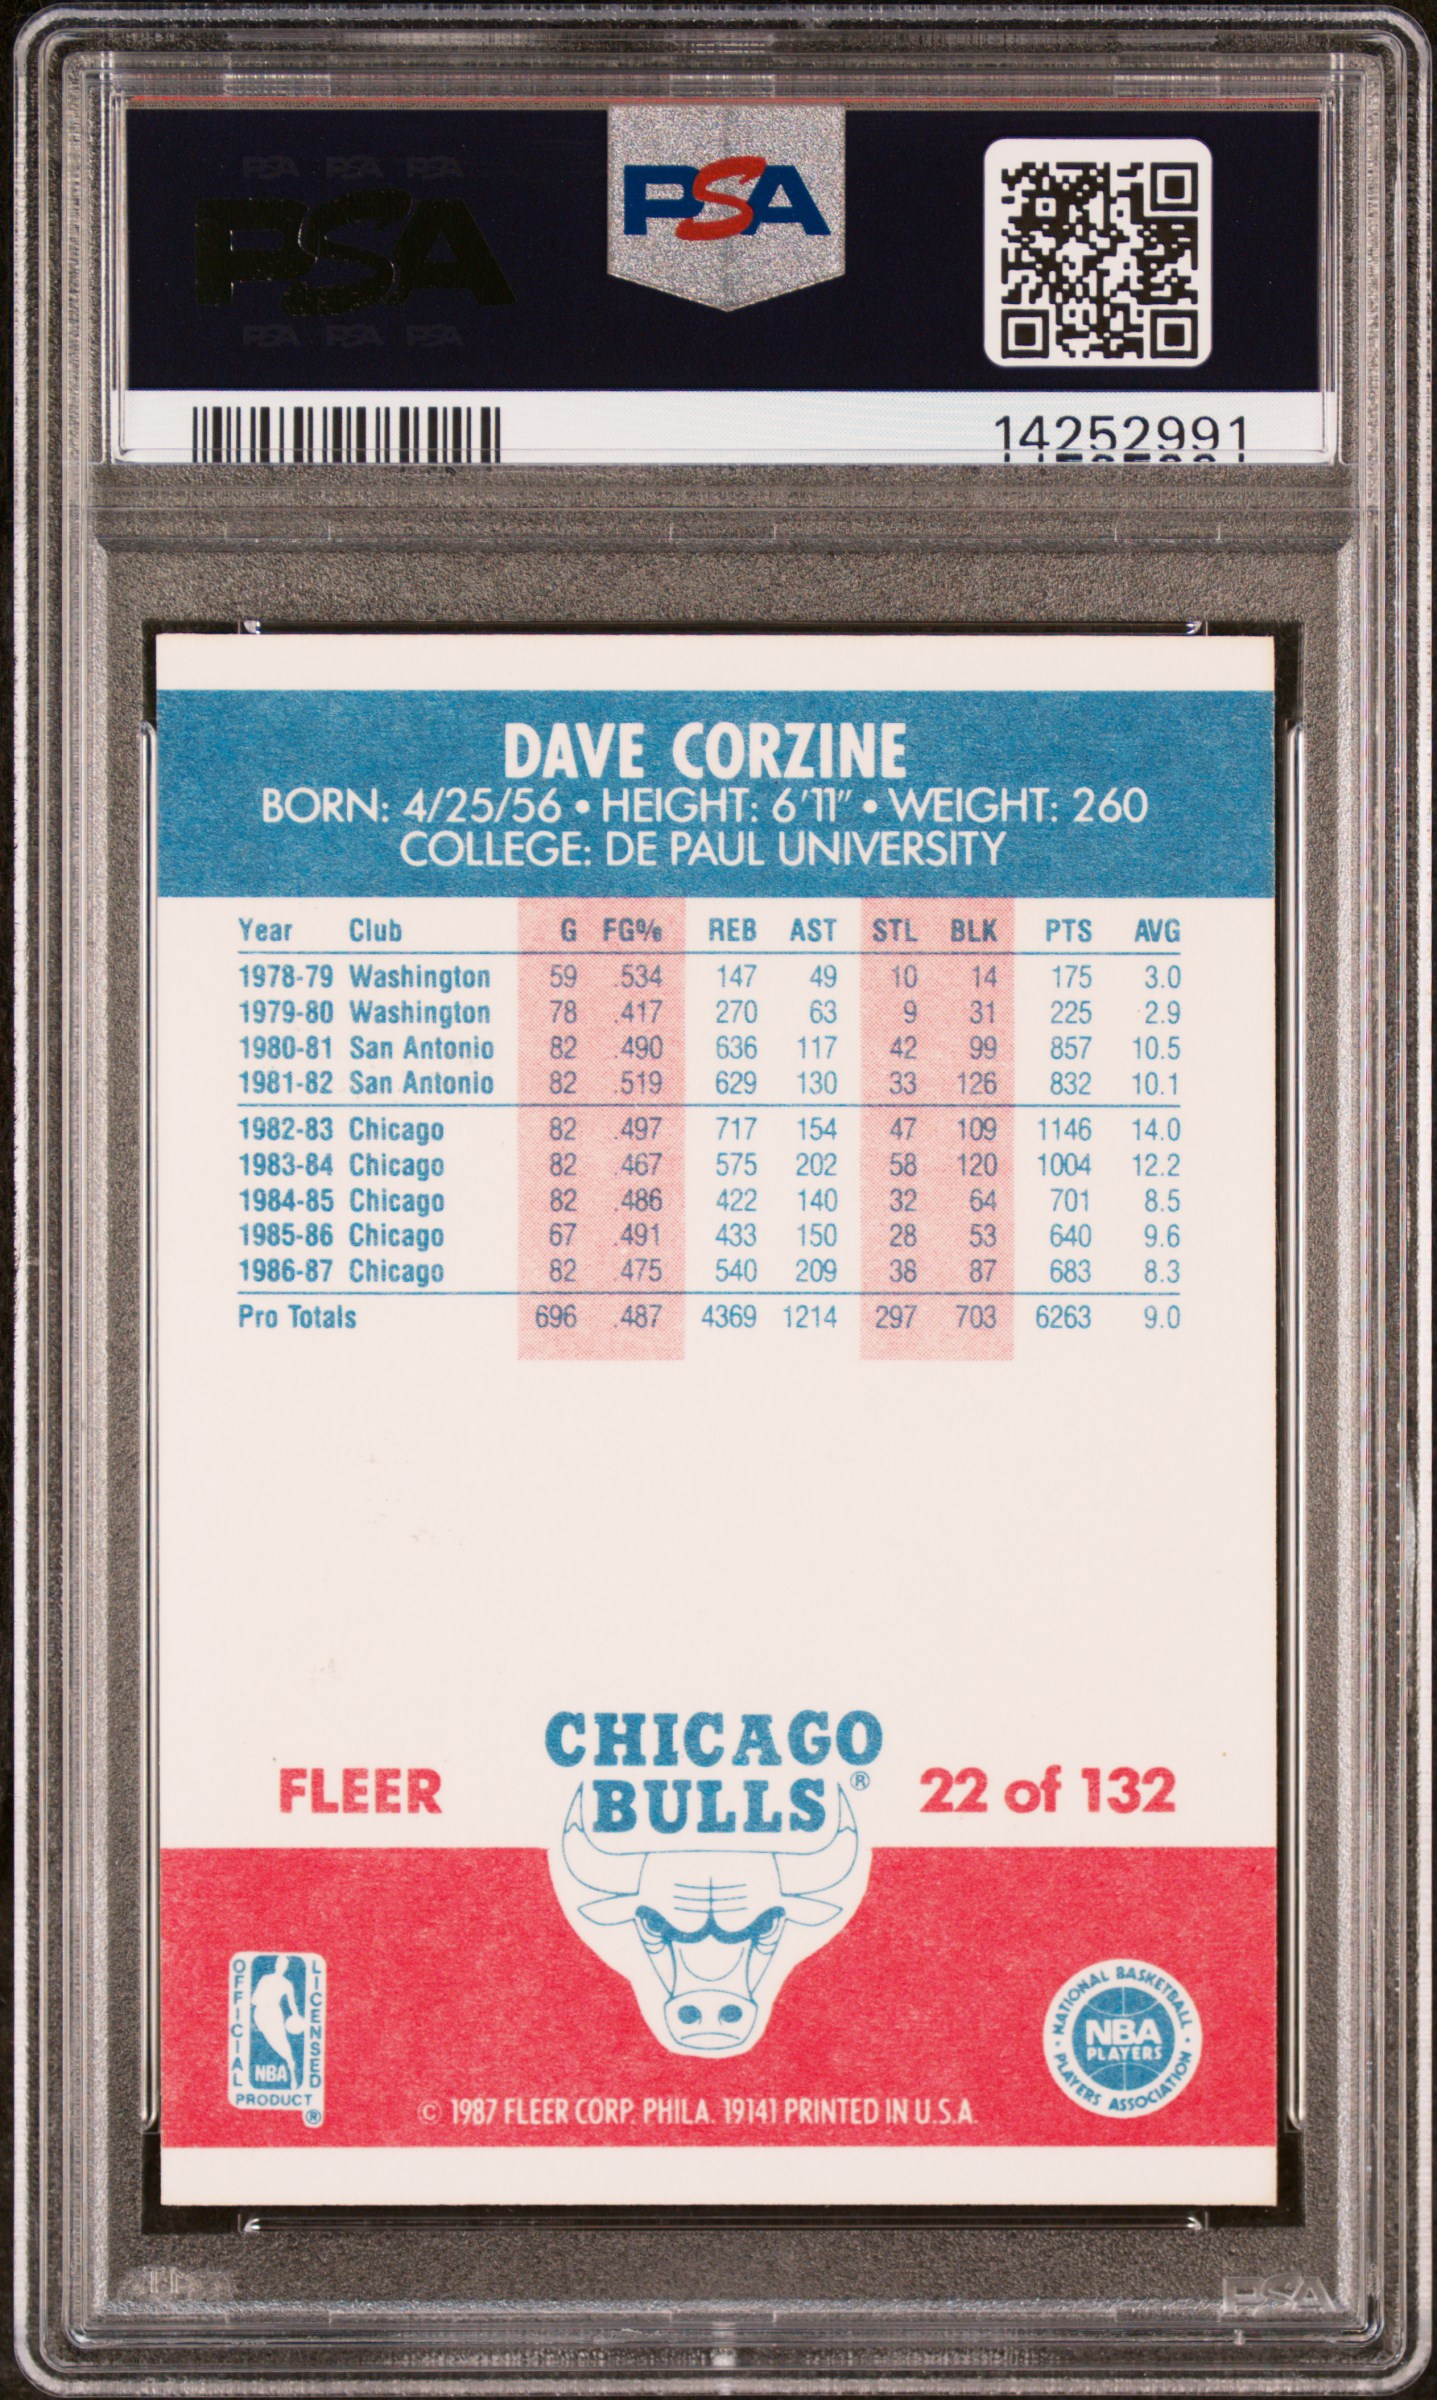 PSA PSA PSA
PSA
PSA PSA PSA
PSA
14252991
DAVE CORZINE
BORN: 4/25/56 • HEIGHT: 6'11" • WEIGHT: 260
COLLEGE: DE PAUL UNIVERSITY
Year Club G FG% REB AST STL BLK PTS AVG
1978-79 Washington 59 .534 147 49 10 14 175 3.0
1979-80 Washington 78 .417 270 63 9 31 225 2.9
1980-81 San Antonio 82 .490 636 117 42 99 857 10.5
1981-82 San Antonio 82 .519 629 130 33 126 832 10.1
1982-83 Chicago 82 .497 717 154 47 109 1146 14.0
1983-84 Chicago 82 .467 575 202 58 120 1004 12.2
1984-85 Chicago 82 .486 422 140 32 64 701 8.5
1985-86 Chicago 67 .491 433 150 28 53 640 9.6
1986-87 Chicago 82 .475 540 209 38 87 683 8.3
Pro Totals 696 .487 4369 1214 297 703 6263 9.0
CHICAGO
BULLS ®
FLEER
22 of 132
OFFICIAL LICENSED
NBA
PRODUCT ®
NATIONAL BASKETBALL
NBA
PLAYERS
PLAYERS ASSOCIATION
© 1987 FLEER CORP. PHILA. 19141 PRINTED IN U.S.A.
PSA